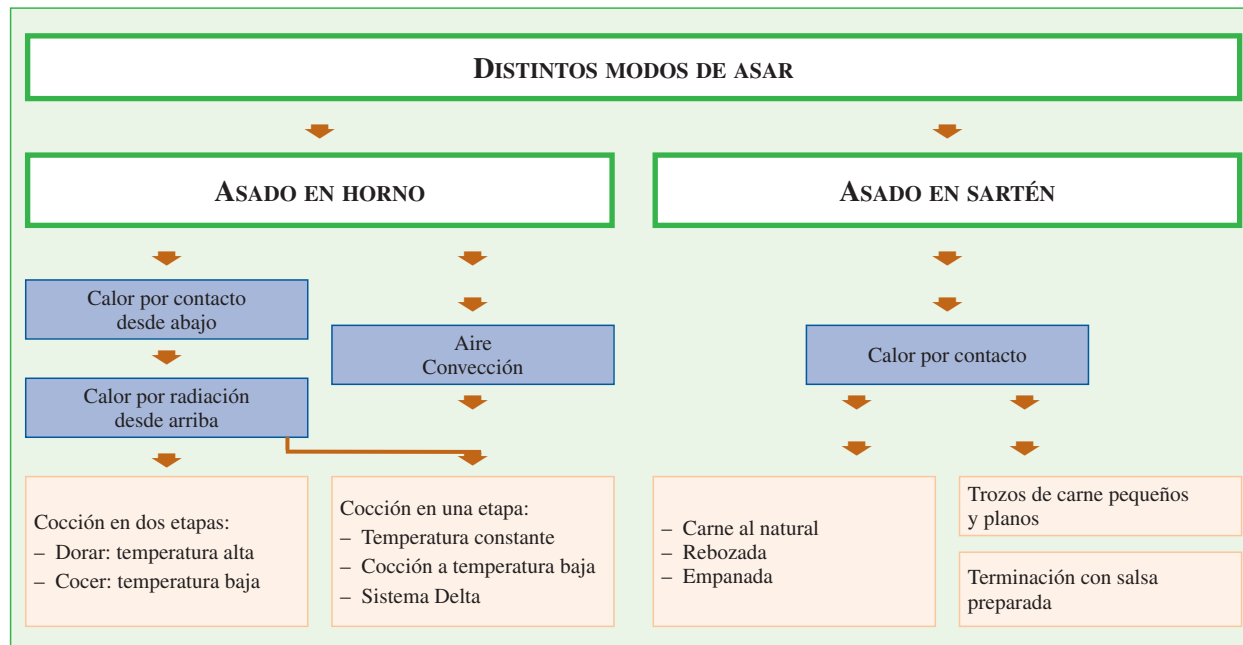 DISTINTOS MODOS DE ASAR
ASADO EN HORNO
ASADO EN SARTÉN
Calor por contacto
desde abajo
Calor por radiación
desde arriba
Aire
Convección
Calor por contacto
Cocción en dos etapas:
– Dorar: temperatura alta
– Cocer: temperatura baja
Cocción en una etapa:
– Temperatura constante
– Cocción a temperatura baja
– Sistema Delta
– Carne al natural
– Rebozada
– Empanada
Trozos de carne pequeños
y planos
Terminación con salsa
preparada